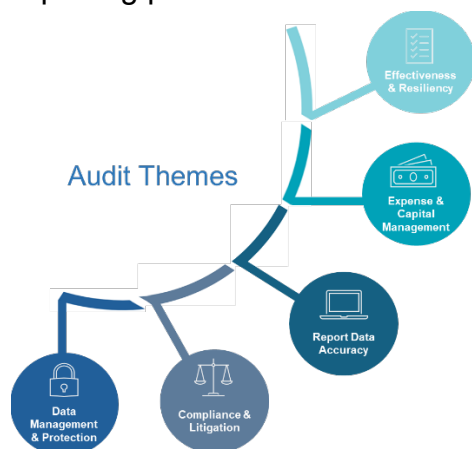 Audit Themes
Effectiveness
& Resiliency
Expense &
Capital
Management
Report Data
Accuracy
Compliance &
Litigation
Data
Management
& Protection